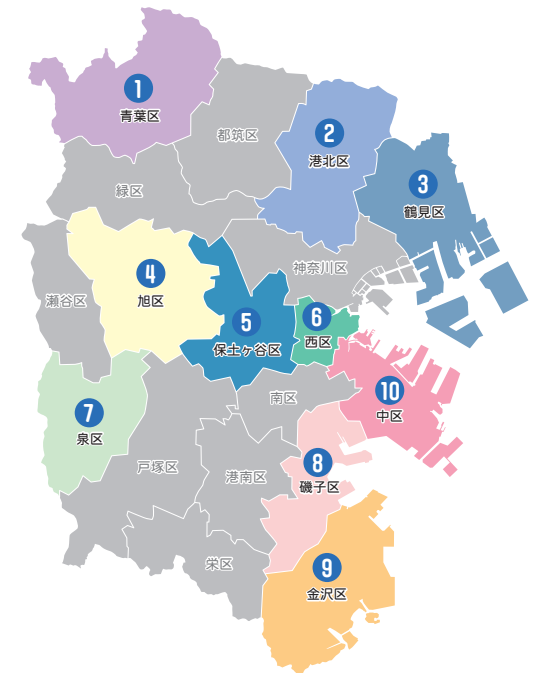 1
青葉区
都筑区
2
港北区
3
鶴見区
緑区
4
旭区
神奈川区
瀬谷区
5
保土ヶ谷区
6
西区
7
泉区
南区
10
中区
戸塚区
港南区
8
磯子区
栄区
9
金沢区